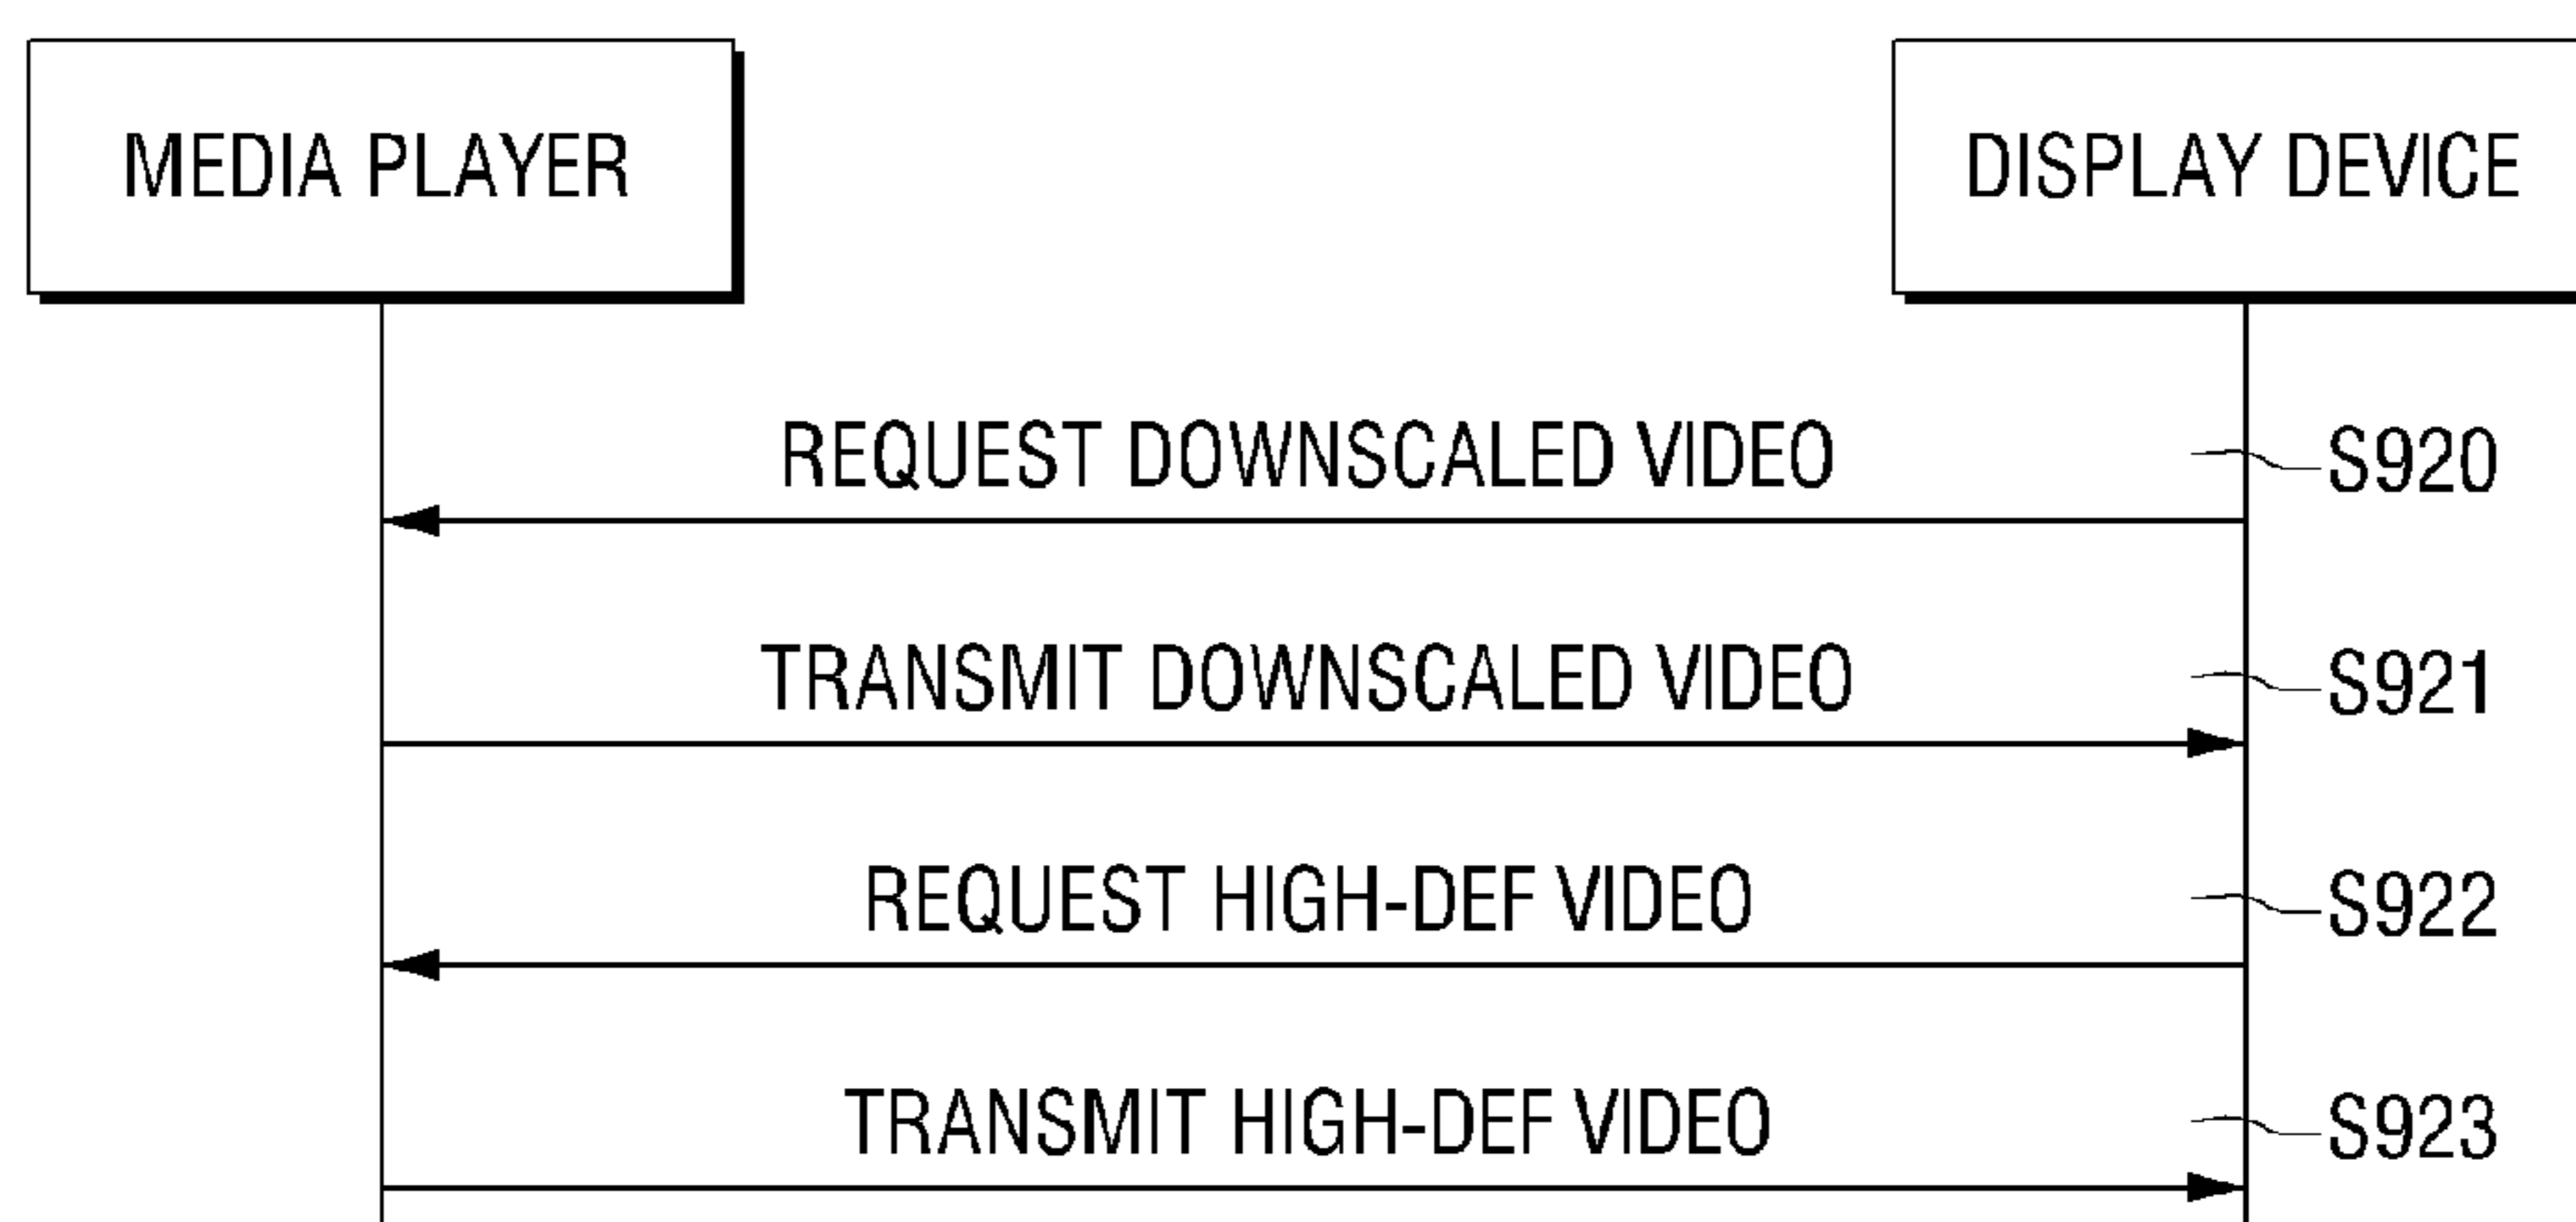 MEDIA PLAYER
DISPLAY DEVICE
REQUEST DOWNSCALED VIDEO
S920
TRANSMIT DOWNSCALED VIDEO
S921
REQUEST HIGH-DEF VIDEO
S922
TRANSMIT HIGH-DEF VIDEO
S923